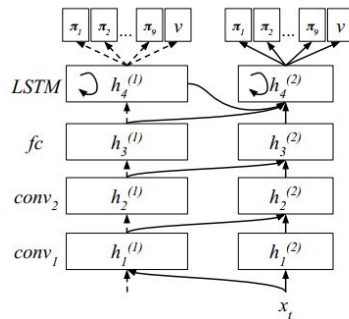 π₁ π₂ ... π₉ v π₁ π₂ ... π₉ v
LSTM h₄⁽¹⁾ h₄⁽²⁾
fc h₃⁽¹⁾ h₃⁽²⁾
conv₂ h₂⁽¹⁾ h₂⁽²⁾
conv₁ h₁⁽¹⁾ h₁⁽²⁾
xₜ